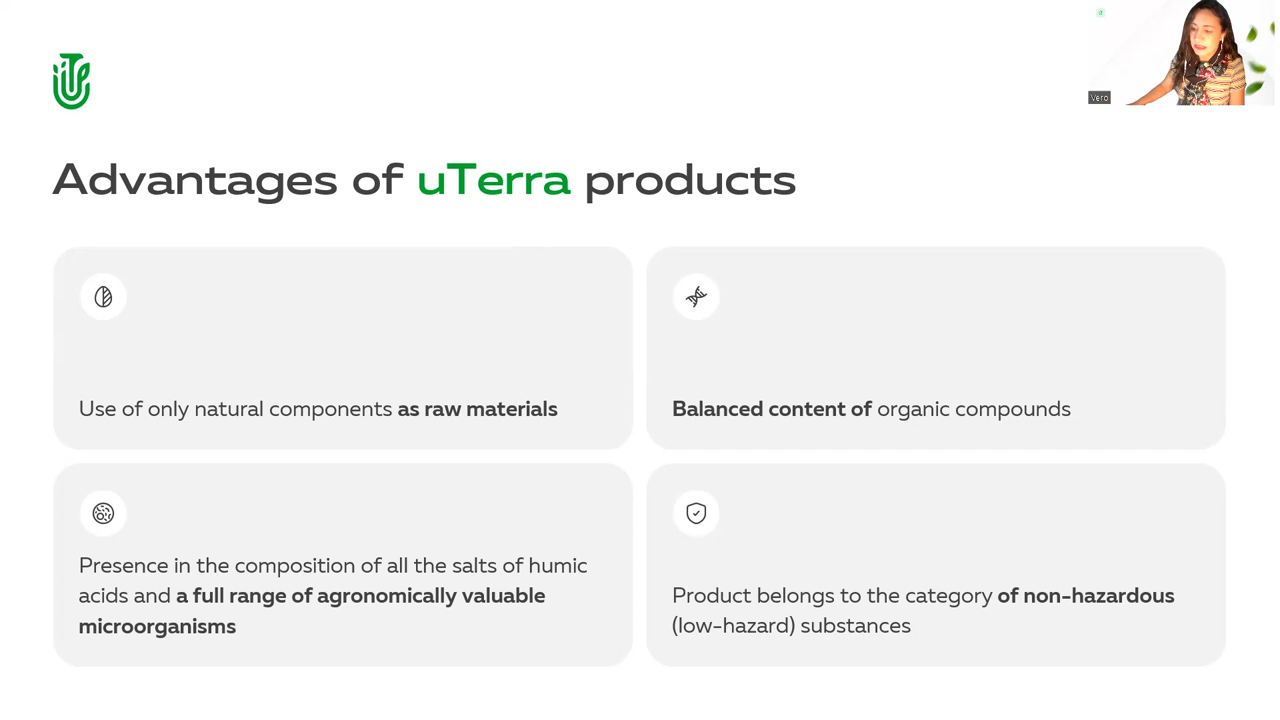 Vero
Advantages of uTerra products
Use of only natural components as raw materials
Balanced content of organic compounds
Presence in the composition of all the salts of humic
acids and a full range of agronomically valuable
microorganisms
Product belongs to the category of non-hazardous
(low-hazard) substances